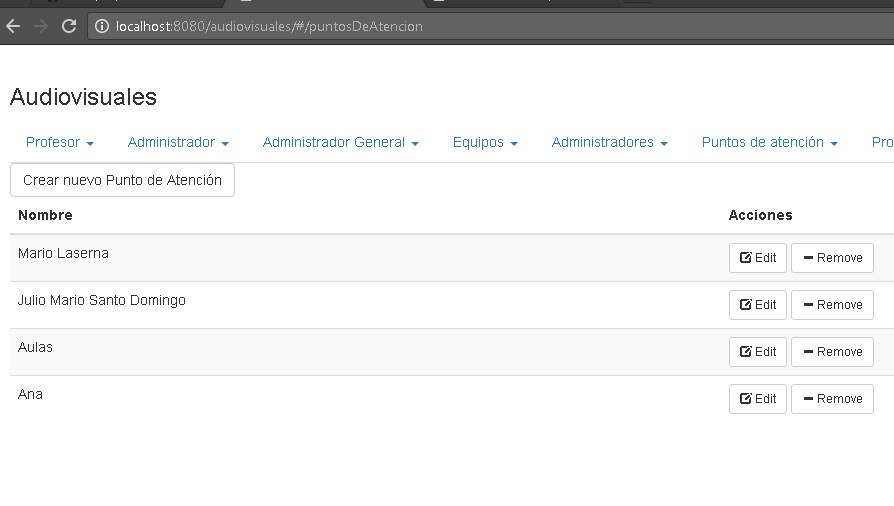 localhost:8080/audiovisuales/#/puntosDeAtencion
Audiovisuales
Profesor Administrador Administrador General Equipos Administradores Puntos de atención Pro
Crear nuevo Punto de Atención
Nombre Acciones
Mario Laserna Edit Remove
Julio Mario Santo Domingo Edit Remove
Aulas Edit Remove
Ana Edit Remove